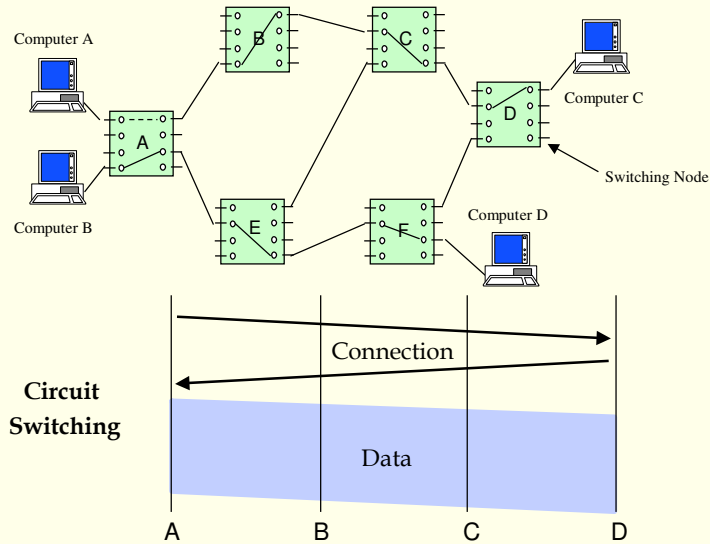 Computer A
B
C
Computer C
D
A
Switching Node
Computer B
E
F
Computer D
Connection
Circuit
Switching
Data
A B C D